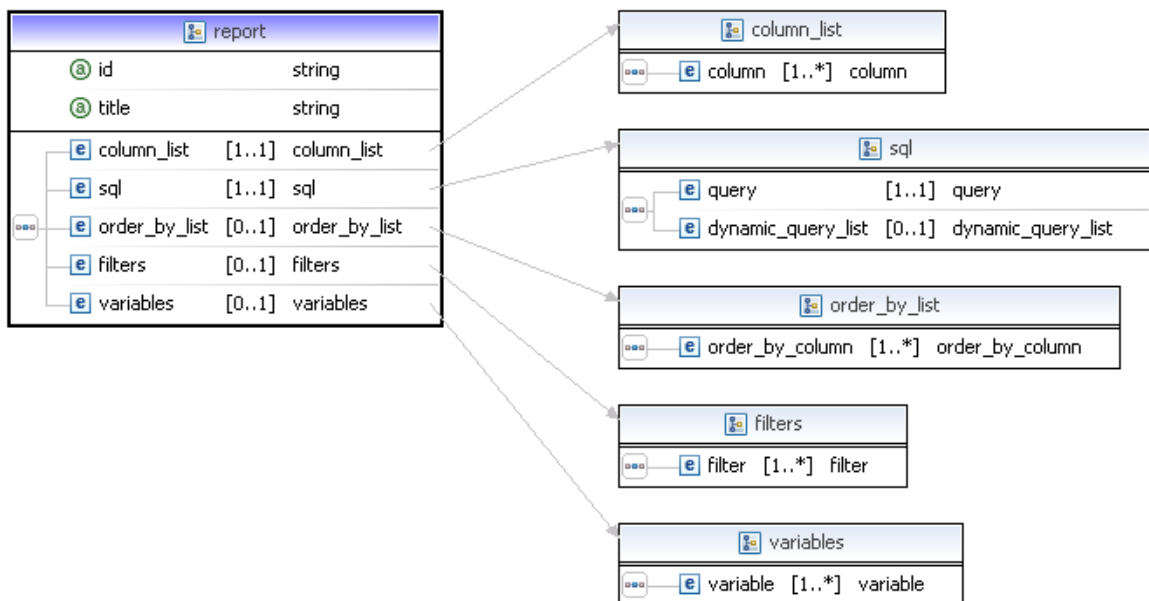 report
a id string
a title string
e column_list [1..1] column_list
e sql [1..1] sql
e order_by_list [0..1] order_by_list
e filters [0..1] filters
e variables [0..1] variables
column_list
e column [1..*] column
sql
e query [1..1] query
e dynamic_query_list [0..1] dynamic_query_list
order_by_list
e order_by_column [1..*] order_by_column
filters
e filter [1..*] filter
variables
e variable [1..*] variable